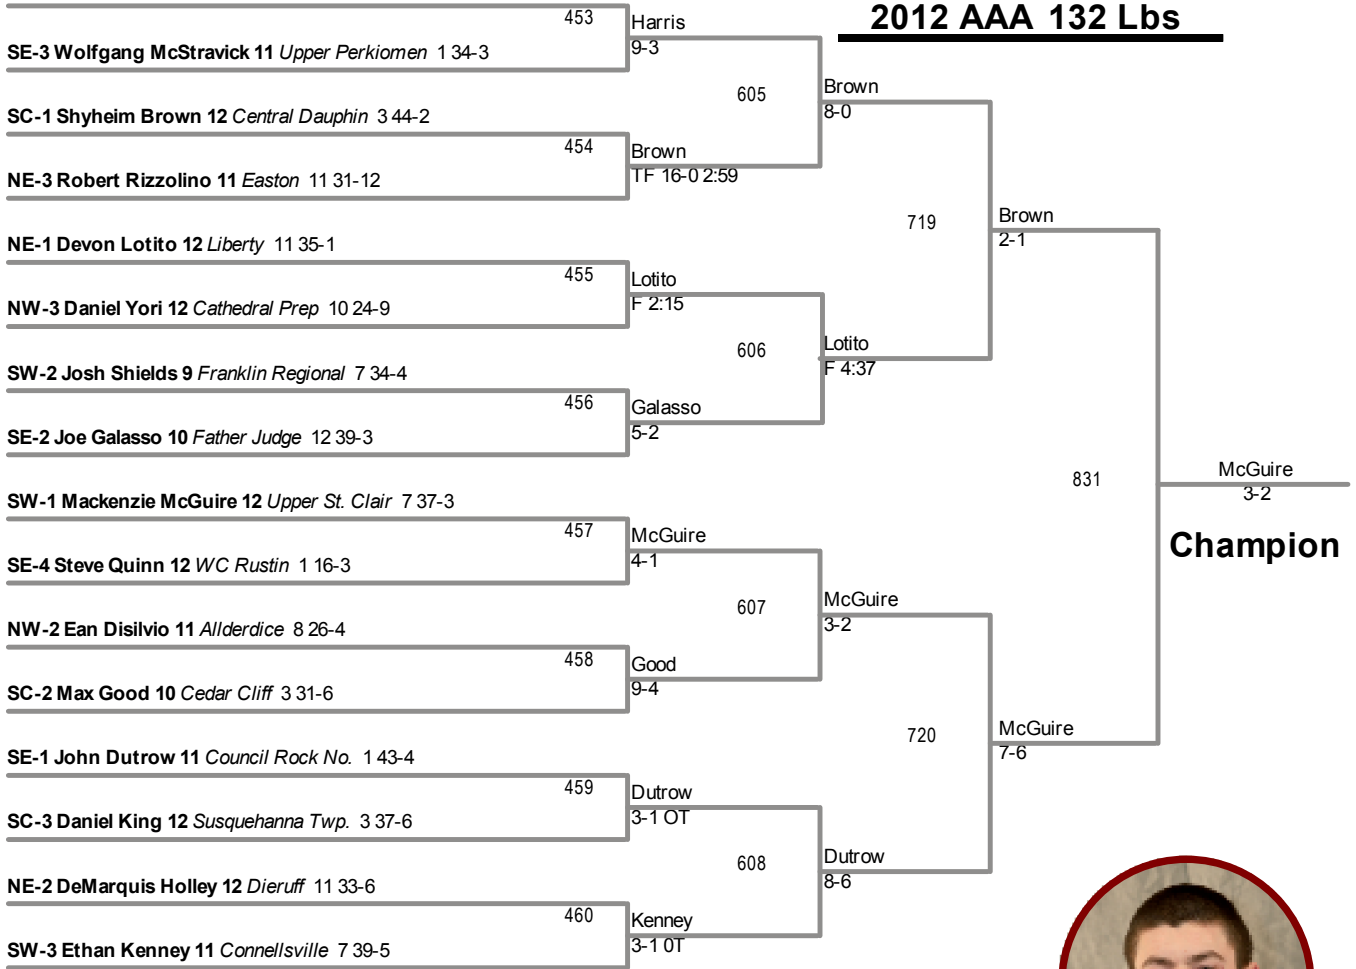 2012 AAA 132 Lbs
453
Harris
9-3
SE-3 Wolfgang McStravick 11 Upper Perkiomen 1 34-3
605
Brown
8-0
SC-1 Shyheim Brown 12 Central Dauphin 3 44-2
454
Brown
TF 16-0 2:59
NE-3 Robert Rizzolino 11 Easton 11 31-12
719
Brown
2-1
NE-1 Devon Lotito 12 Liberty 11 35-1
455
Lotito
F 2:15
NW-3 Daniel Yori 12 Cathedral Prep 10 24-9
606
Lotito
F 4:37
SW-2 Josh Shields 9 Franklin Regional 7 34-4
456
Galasso
5-2
SE-2 Joe Galasso 10 Father Judge 12 39-3
831
McGuire
3-2
Champion
SW-1 Mackenzie McGuire 12 Upper St. Clair 7 37-3
457
McGuire
4-1
SE-4 Steve Quinn 12 WC Rustin 1 16-3
607
McGuire
3-2
NW-2 Ean Disilvio 11 Allderdice 8 26-4
458
Good
9-4
SC-2 Max Good 10 Cedar Cliff 3 31-6
720
McGuire
7-6
SE-1 John Dutrow 11 Council Rock No. 1 43-4
459
Dutrow
3-1 OT
SC-3 Daniel King 12 Susquehanna Twp. 3 37-6
608
Dutrow
8-6
NE-2 DeMarquis Holley 12 Dieruff 11 33-6
460
Kenney
3-1 0T
SW-3 Ethan Kenney 11 Connellsville 7 39-5